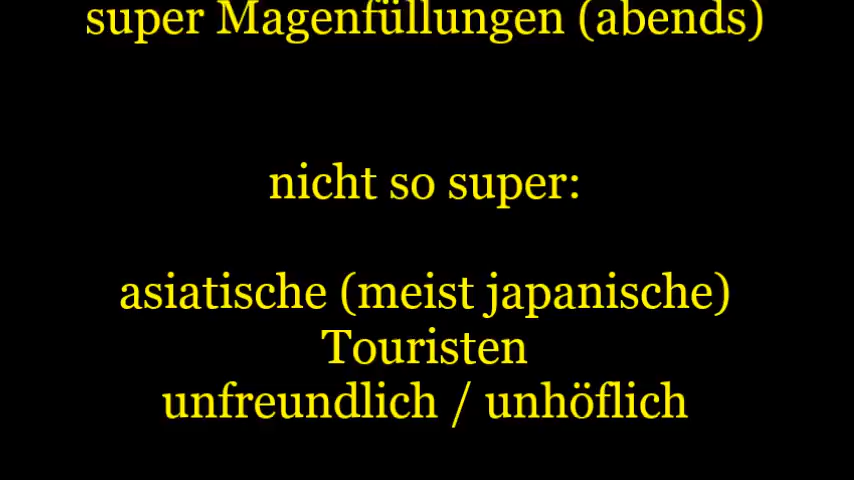 super Magenfüllungen (abends)
nicht so super:
asiatische (meist japanische)
Touristen
unfreundlich / unhöflich